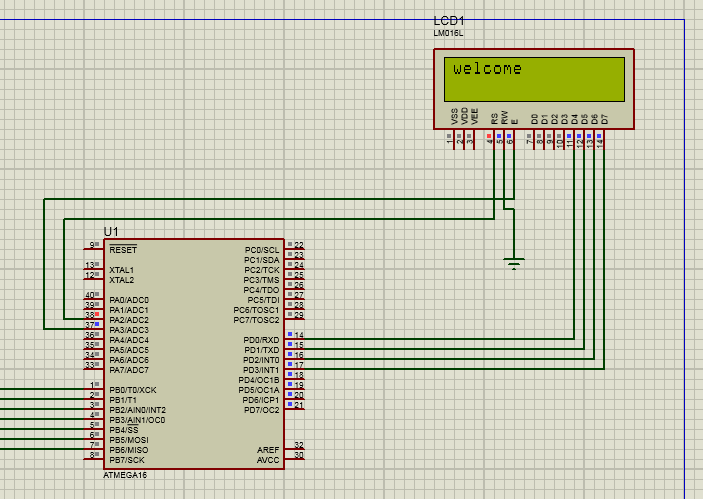 LCD1
LM016L
welcome
VSS VDD VEE RS RW E D0 D1 D2 D3 D4 D5 D6 D7
1 2 3 4 5 6 7 8 9 10 11 12 13 14
U1
9 RESET PC0/SCL 22
PC1/SDA 23
13 XTAL1 PC2/TCK 24
12 XTAL2 PC3/TMS 25
PC4/TDO 26
40 PA0/ADC0 PC5/TDI 27
39 PA1/ADC1 PC6/TOSC1 28
38 PA2/ADC2 PC7/TOSC2 29
37 PA3/ADC3
36 PA4/ADC4 PD0/RXD 14
35 PA5/ADC5 PD1/TXD 15
34 PA6/ADC6 PD2/INT0 16
33 PA7/ADC7 PD3/INT1 17
PD4/OC1B 18
1 PB0/T0/XCK PD5/OC1A 19
2 PB1/T1 PD6/ICP1 20
3 PB2/AIN0/INT2 PD7/OC2 21
4 PB3/AIN1/OC0
5 PB4/SS
6 PB5/MOSI
7 PB6/MISO AREF 32
8 PB7/SCK AVCC 30
ATMEGA16